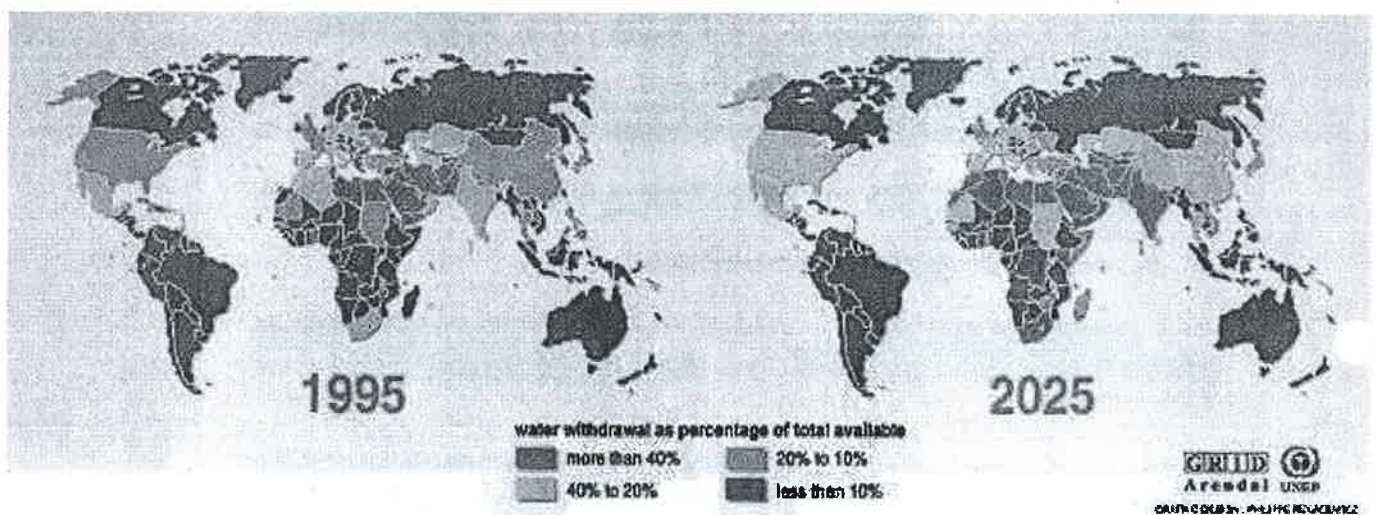 1995
2025
water withdrawal as percentage of total available
more than 40%
20% to 10%
40% to 20%
less than 10%
GRID
Arendal UNEP